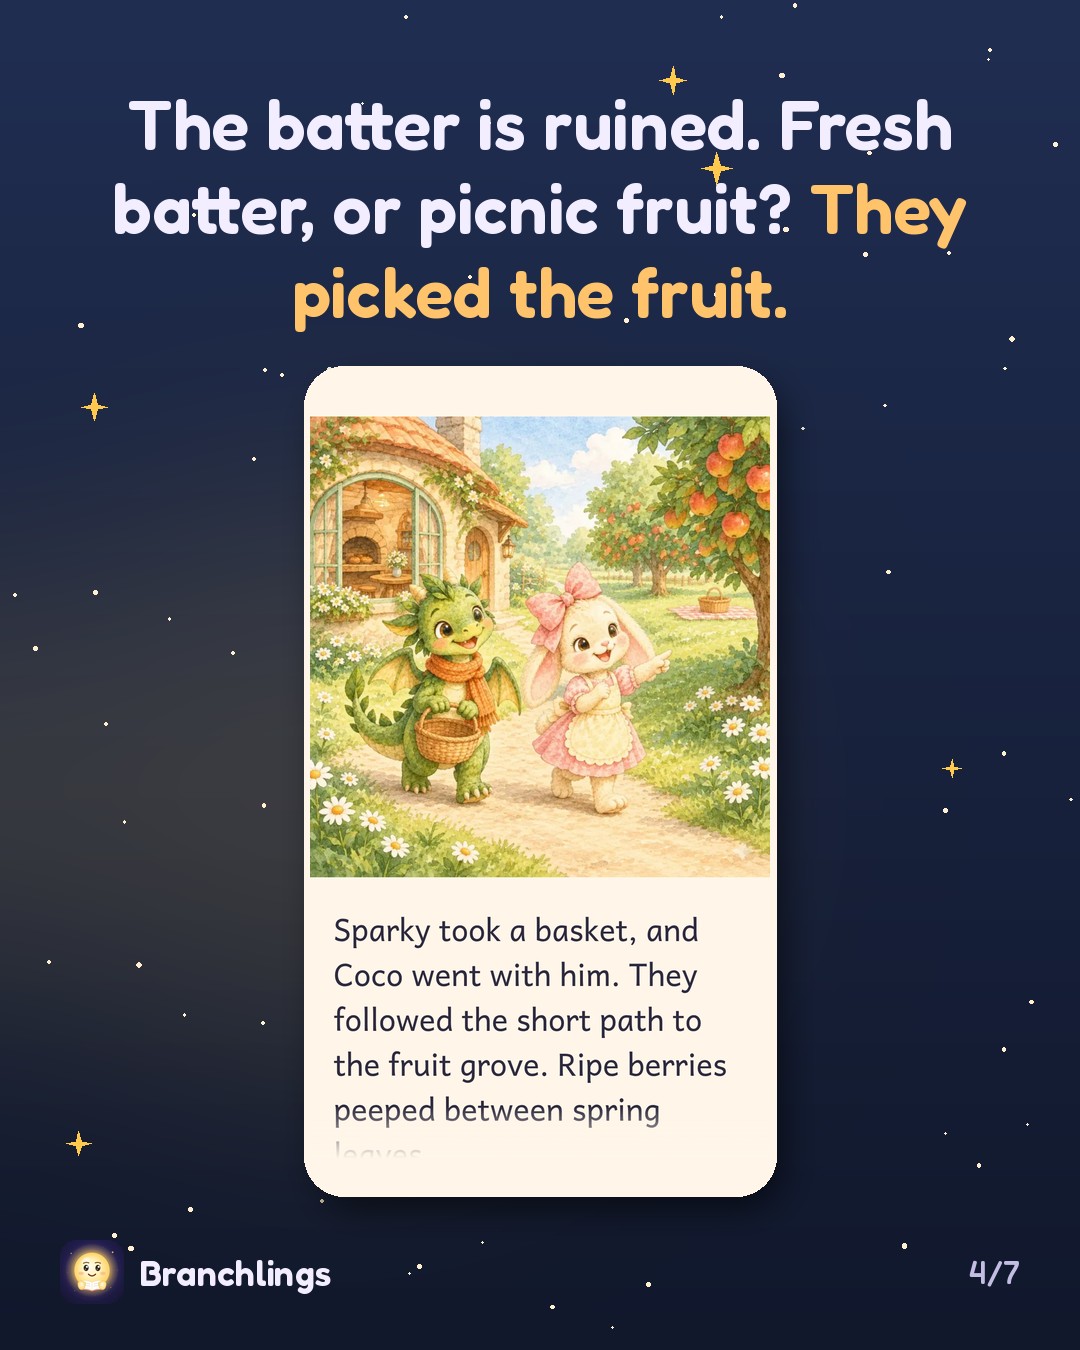 The batter is ruined. Fresh
batter, or picnic fruit? They
picked the fruit.
Sparky took a basket, and
Coco went with him. They
followed the short path to
the fruit grove. Ripe berries
peeped between spring
leaves
Branchlings
4/7